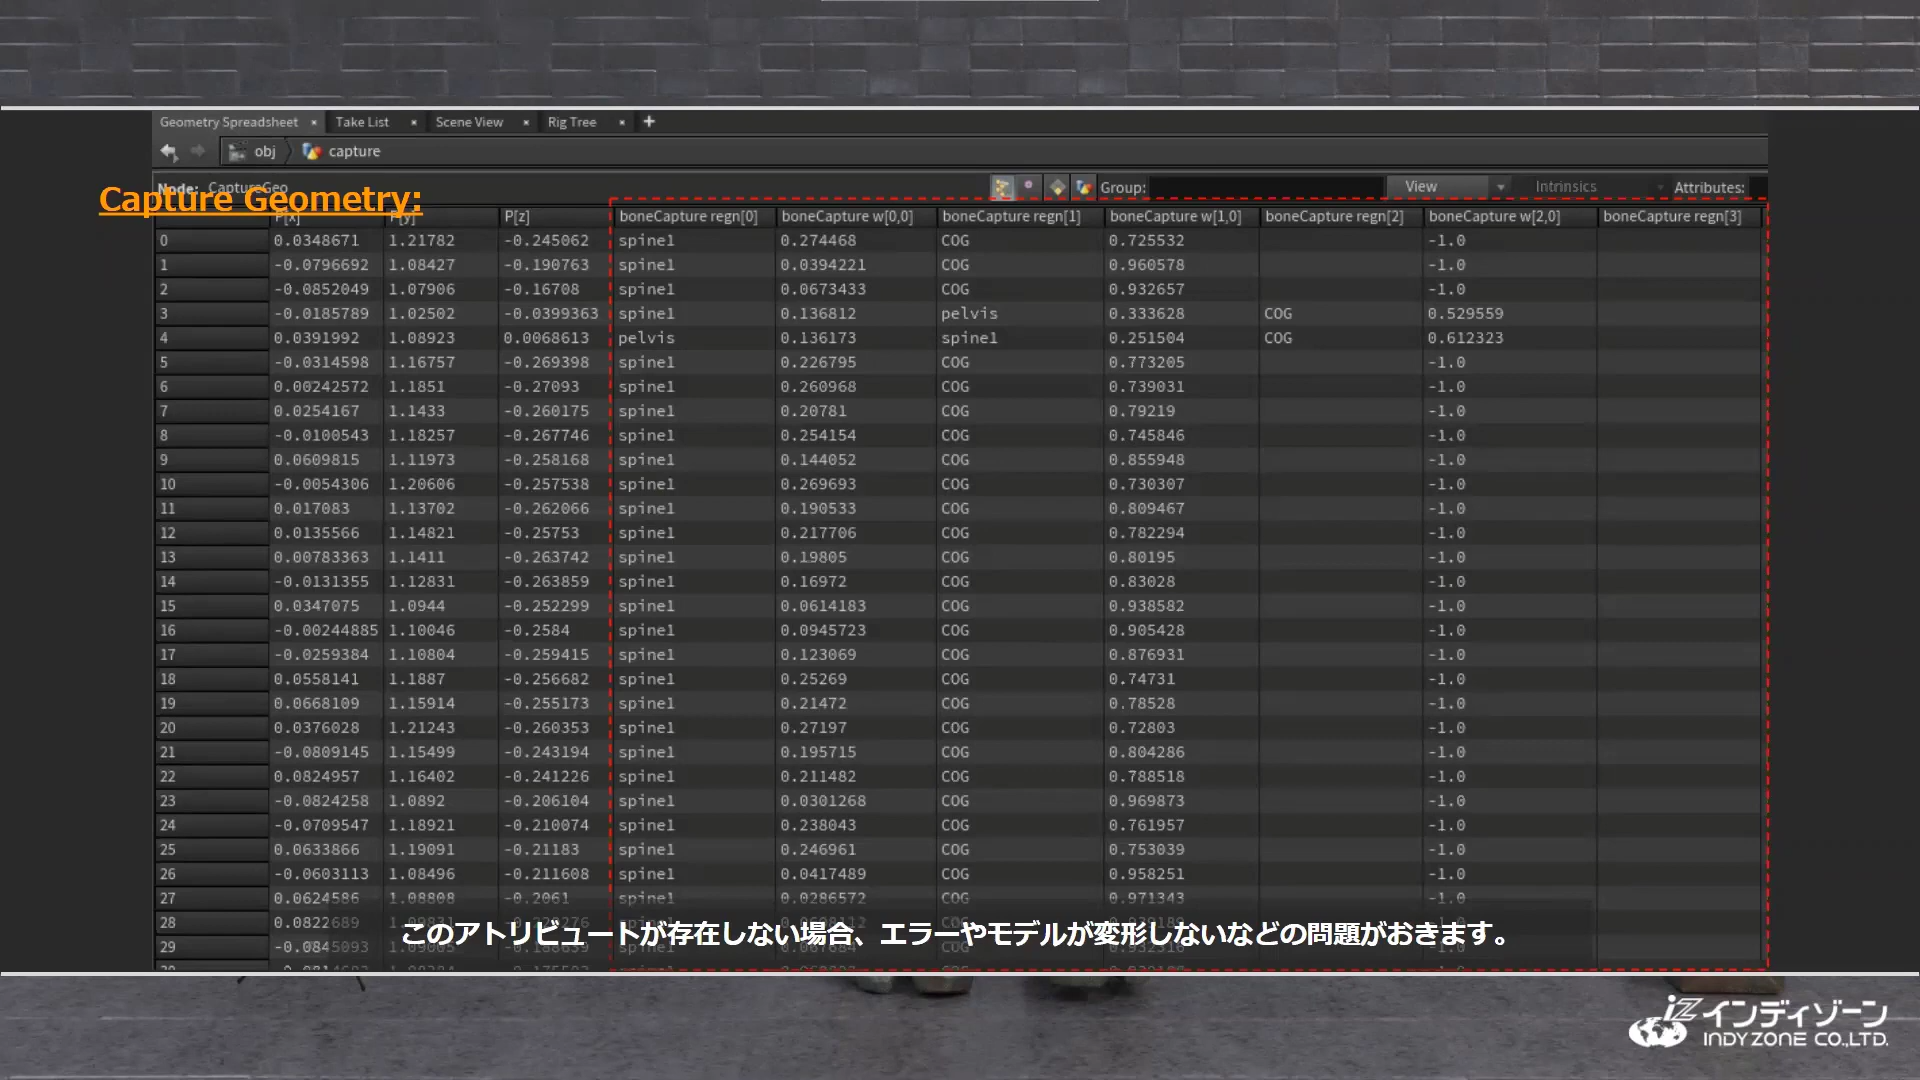 Geometry Spreadsheet × Take List × Scene View × Rig Tree × +
obj capture
Node: CaptureGeo Group: View Intrinsics Attributes:
Capture Geometry:
P[x] P[y] P[z] boneCapture regn[0] boneCapture w[0,0] boneCapture regn[1] boneCapture w[1,0] boneCapture regn[2] boneCapture w[2,0] boneCapture regn[3]
0 0.0348671 1.21782 -0.245062 spine1 0.274468 COG 0.725532 -1.0
1 -0.0796692 1.08427 -0.190763 spine1 0.0394221 COG 0.960578 -1.0
2 -0.0852049 1.07906 -0.16708 spine1 0.0673433 COG 0.932657 -1.0
3 -0.0185789 1.02502 -0.0399363 spine1 0.136812 pelvis 0.333628 COG 0.529559
4 0.0391992 1.08923 0.0068613 pelvis 0.136173 spine1 0.251504 COG 0.612323
5 -0.0314598 1.16757 -0.269398 spine1 0.226795 COG 0.773205 -1.0
6 0.00242572 1.1851 -0.27093 spine1 0.260968 COG 0.739031 -1.0
7 0.0254167 1.1433 -0.260175 spine1 0.20781 COG 0.79219 -1.0
8 -0.0100543 1.18257 -0.267746 spine1 0.254154 COG 0.745846 -1.0
9 0.0609815 1.11973 -0.258168 spine1 0.144052 COG 0.855948 -1.0
10 -0.0054306 1.20606 -0.257538 spine1 0.269693 COG 0.730307 -1.0
11 0.017083 1.13702 -0.262066 spine1 0.190533 COG 0.809467 -1.0
12 0.0135566 1.14821 -0.25753 spine1 0.217706 COG 0.782294 -1.0
13 0.00783363 1.1411 -0.263742 spine1 0.19805 COG 0.80195 -1.0
14 -0.0131355 1.12831 -0.263859 spine1 0.16972 COG 0.83028 -1.0
15 0.0347075 1.0944 -0.252299 spine1 0.0614183 COG 0.938582 -1.0
16 -0.00244885 1.10046 -0.2584 spine1 0.0945723 COG 0.905428 -1.0
17 -0.0259384 1.10804 -0.259415 spine1 0.123069 COG 0.876931 -1.0
18 0.0558141 1.1887 -0.256682 spine1 0.25269 COG 0.74731 -1.0
19 0.0668109 1.15914 -0.255173 spine1 0.21472 COG 0.78528 -1.0
20 0.0376028 1.21243 -0.260353 spine1 0.27197 COG 0.72803 -1.0
21 -0.0809145 1.15499 -0.243194 spine1 0.195715 COG 0.804286 -1.0
22 0.0824957 1.16402 -0.241226 spine1 0.211482 COG 0.788518 -1.0
23 -0.0824258 1.0892 -0.206104 spine1 0.0301268 COG 0.969873 -1.0
24 -0.0709547 1.18921 -0.210074 spine1 0.238043 COG 0.761957 -1.0
25 0.0633866 1.19091 -0.21183 spine1 0.246961 COG 0.753039 -1.0
26 -0.0603113 1.08496 -0.211608 spine1 0.0417489 COG 0.958251 -1.0
27 0.0624586 1.08808 -0.2061 spine1 0.0286572 COG 0.971343 -1.0
28 0.0822689
29 -0.0845093
このアトリビュートが存在しない場合、エラーやモデルが変形しないなどの問題がおきます。
iZ インディゾーン
INDYZONE CO.,LTD.